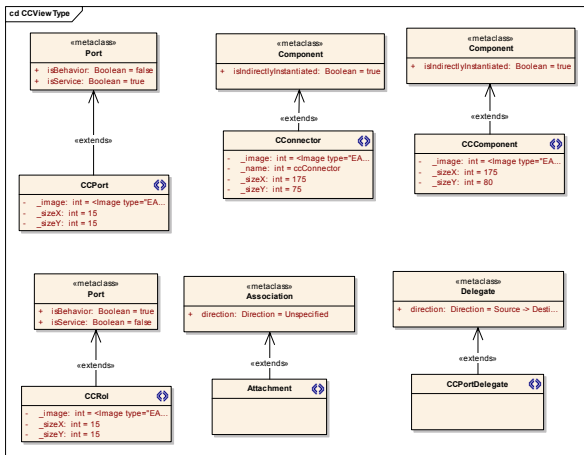 cd CCViewType
«metaclass»
Port
+ isBehavior: Boolean = false
+ isService: Boolean = true
«extends»
CCPort
- _image: int = <Image type="EA...
- _sizeX: int = 15
- _sizeY: int = 15
«metaclass»
Component
+ isIndirectlyInstantiated: Boolean = true
«extends»
CConnector
- _image: int = <Image type="EA...
- _name: int = ccConnector
- _sizeX: int = 175
- _sizeY: int = 75
«metaclass»
Component
+ isIndirectlyInstantiated: Boolean = true
«extends»
CCComponent
- _image: int = <Image type="EA...
- _sizeX: int = 175
- _sizeY: int = 80
«metaclass»
Port
+ isBehavior: Boolean = true
+ isService: Boolean = false
«extends»
CCRol
- _image: int = <Image type="EA...
- _sizeX: int = 15
- _sizeY: int = 15
«metaclass»
Association
+ direction: Direction = Unspecified
«extends»
Attachment
«metaclass»
Delegate
+ direction: Direction = Source -> Desti...
«extends»
CCPortDelegate